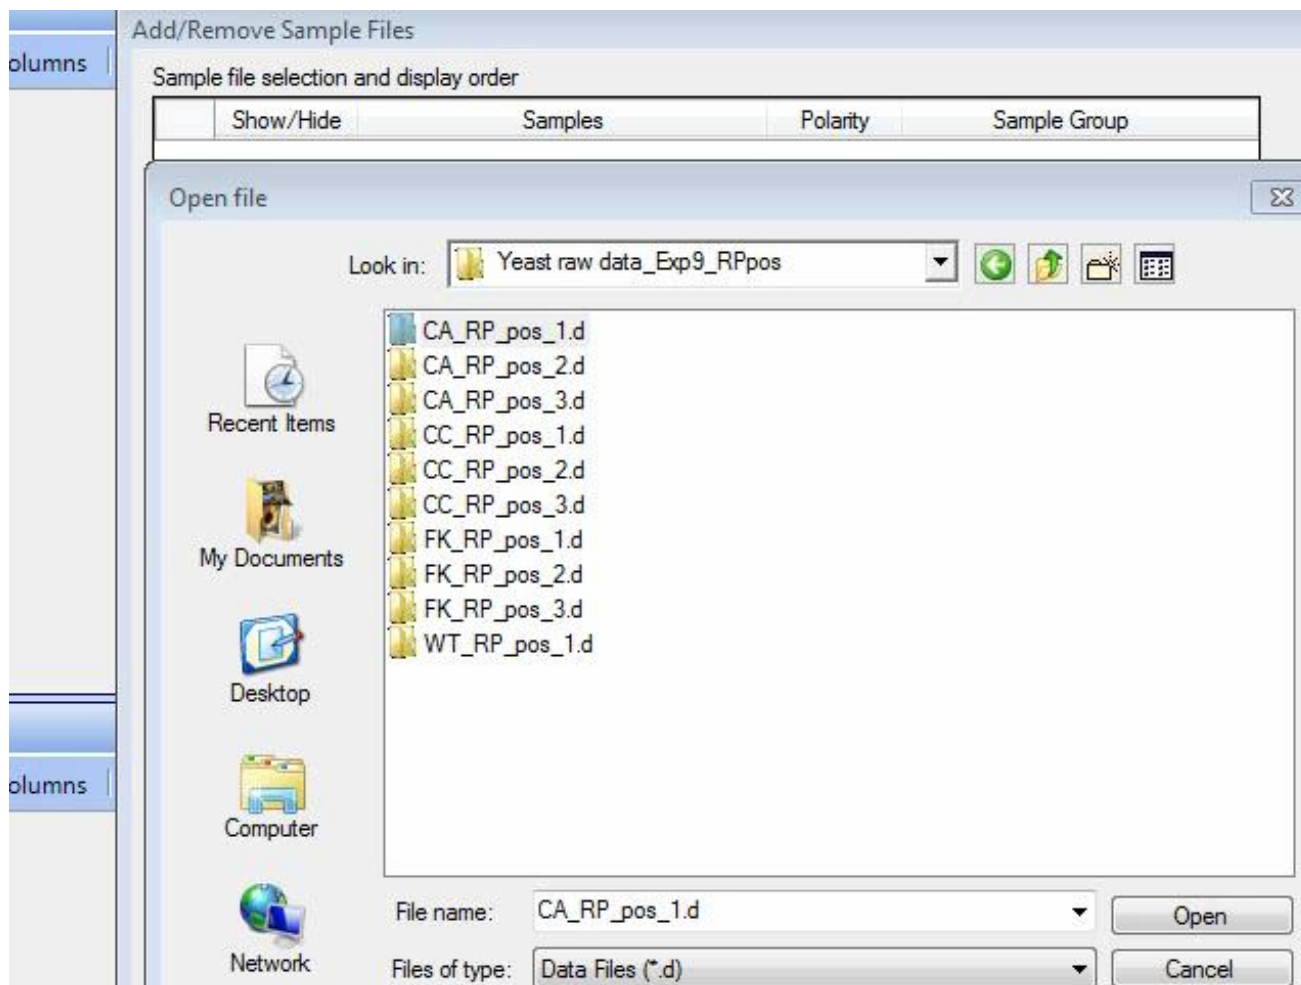 Add/Remove Sample Files
olumns
Sample file selection and display order
Show/Hide Samples Polarity Sample Group
Open file
Look in: Yeast raw data_Exp9_RPpos
CA_RP_pos_1.d
CA_RP_pos_2.d
CA_RP_pos_3.d
CC_RP_pos_1.d
CC_RP_pos_2.d
CC_RP_pos_3.d
FK_RP_pos_1.d
FK_RP_pos_2.d
FK_RP_pos_3.d
WT_RP_pos_1.d
Recent Items
My Documents
Desktop
olumns
Computer
Network
File name: CA_RP_pos_1.d Open
Files of type: Data Files (*.d) Cancel